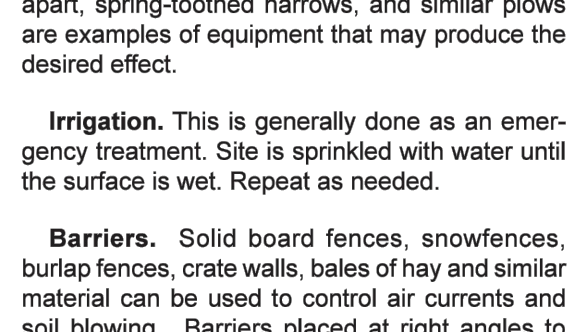 apart, spring-toothed harrows, and similar plows
are examples of equipment that may produce the
desired effect.
Irrigation. This is generally done as an emer-
gency treatment. Site is sprinkled with water until
the surface is wet. Repeat as needed.
Barriers. Solid board fences, snowfences,
burlap fences, crate walls, bales of hay and similar
material can be used to control air currents and
soil blowing. Barriers placed at right angles to